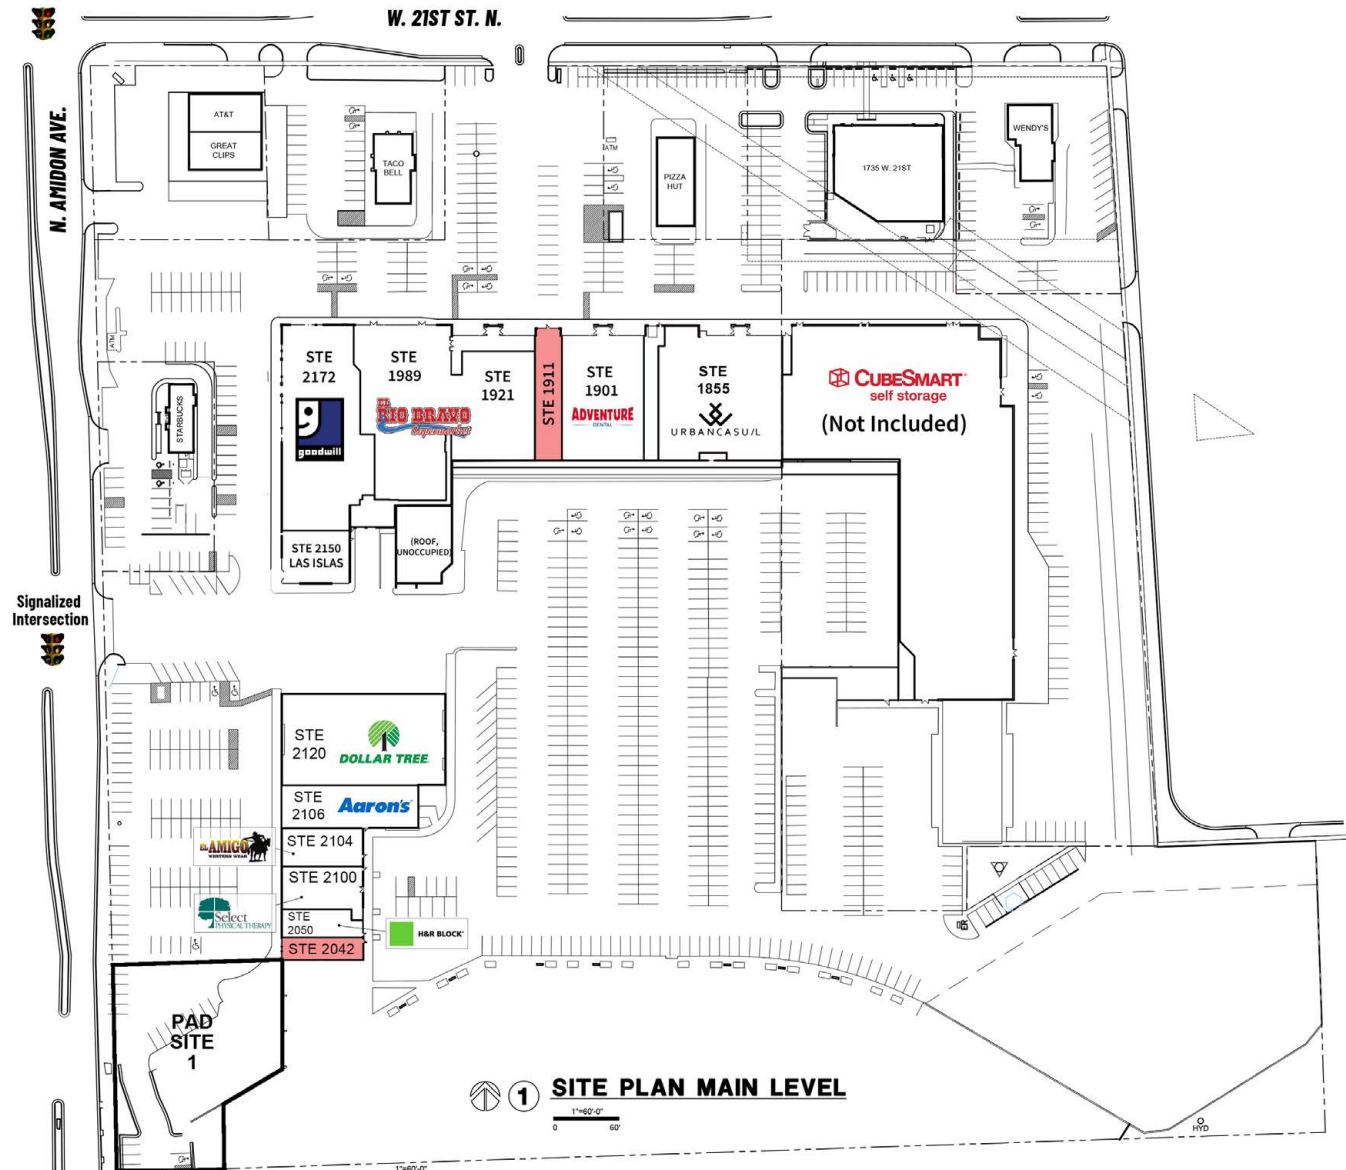 W. 21ST ST. N.
N. AMIDON AVE.
AT&T
GREAT
CLIPS
TACO
BELL
ATM
PIZZA
HUT
1735 W. 21ST
WENDY'S
ATM
STARBUCKS
STE
2172
goodwill
STE
1989
EL
RIO BRAVO
Supermarket
STE
1921
STE 1911
STE
1901
ADVENTURE
DENTAL
STE
1855
URBANCASUAL
CUBESMART
self storage
(Not Included)
STE 2150
LAS ISLAS
(ROOF,
UNOCCUPIED)
Signalized
Intersection
STE
2120
DOLLAR TREE
STE
2106
Aaron's
STE 2104
EL AMIGO
WESTERN WEAR
STE 2100
Select
PHYSICAL THERAPY
STE
2050
H&R BLOCK
STE 2042
PAD
SITE
1
1
SITE PLAN MAIN LEVEL
1"=60'-0"
0 60'
HYD
1"=60'-0"